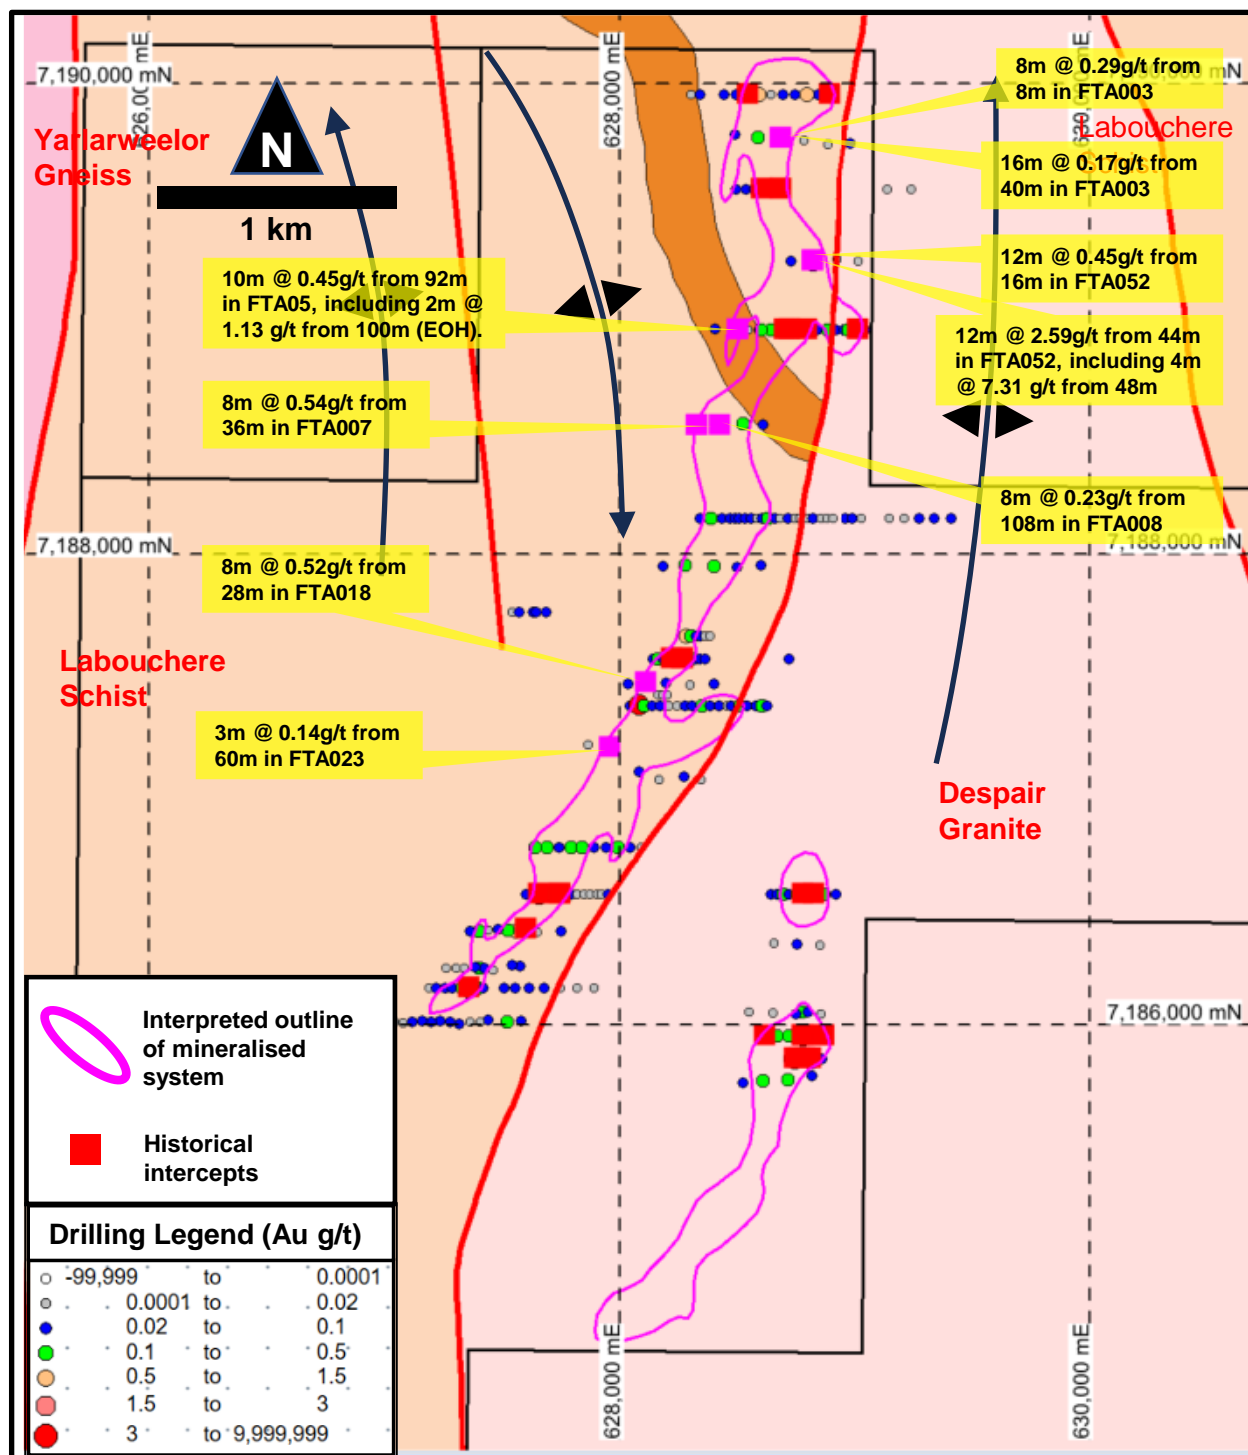 628,000 mE
7,190,000 mN
8m @ 0.29g/t from
8m in FTA003
Yarlarweelor
Gneiss
N
1 km
Labouchere
16m @ 0.17g/t from
40m in FTA003
10m @ 0.45g/t from 92m
in FTA05, including 2m @
1.13 g/t from 100m (EOH).
12m @ 0.45g/t from
16m in FTA052
12m @ 2.59g/t from 44m
in FTA052, including 4m
@ 7.31 g/t from 48m
8m @ 0.54g/t from
36m in FTA007
8m @ 0.23g/t from
108m in FTA008
7,188,000 mN
7,188,000 mN
8m @ 0.52g/t from
28m in FTA018
Labouchere
Schist
3m @ 0.14g/t from
60m in FTA023
Despair
Granite
7,186,000 mN
Interpreted outline
of mineralised
system
Historical
intercepts
Drilling Legend (Au g/t)
-99,999 to 0.0001
0.0001 to 0.02
0.02 to 0.1
0.1 to 0.5
0.5 to 1.5
1.5 to 3
3 to 9,999,999
628,000 mE
630,000 mE